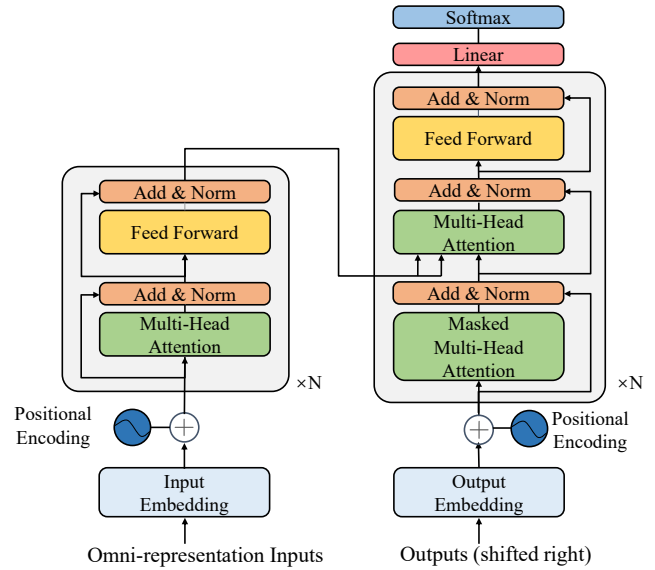 Softmax
Linear
Add & Norm
Feed Forward
Add & Norm
Multi-Head
Attention
Add & Norm
Masked
Multi-Head
Attention
×N
Positional
Encoding
Output
Embedding
Outputs (shifted right)
Add & Norm
Feed Forward
Add & Norm
Multi-Head
Attention
×N
Positional
Encoding
Input
Embedding
Omni-representation Inputs